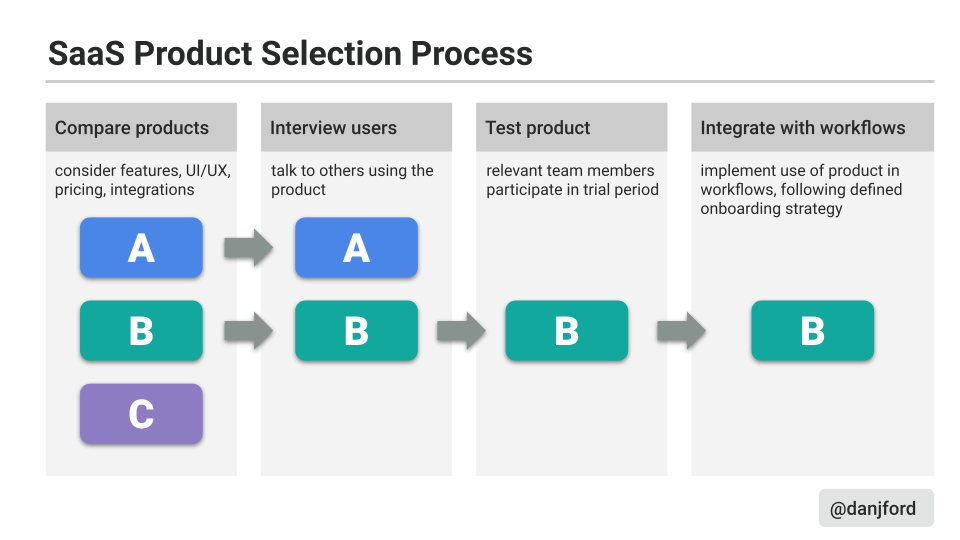 SaaS Product Selection Process
Compare products
consider features, UI/UX,
pricing, integrations
A
B
C
Interview users
talk to others using the
product
A
B
Test product
relevant team members
participate in trial period
B
Integrate with workflows
implement use of product in
workflows, following defined
onboarding strategy
B
@danjford